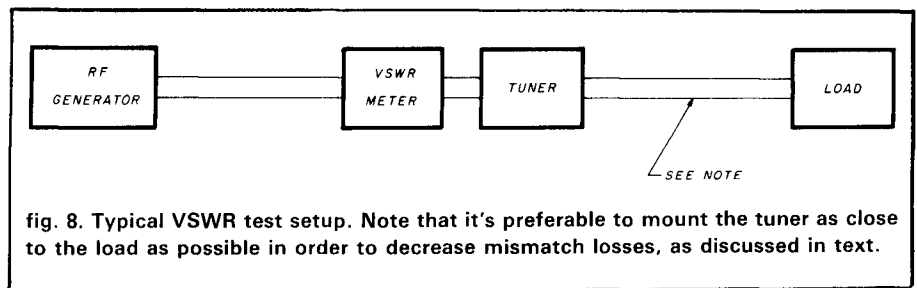 RF
GENERATOR
VSWR
METER
TUNER
LOAD
SEE NOTE
fig. 8. Typical VSWR test setup. Note that it's preferable to mount the tuner as close
to the load as possible in order to decrease mismatch losses, as discussed in text.